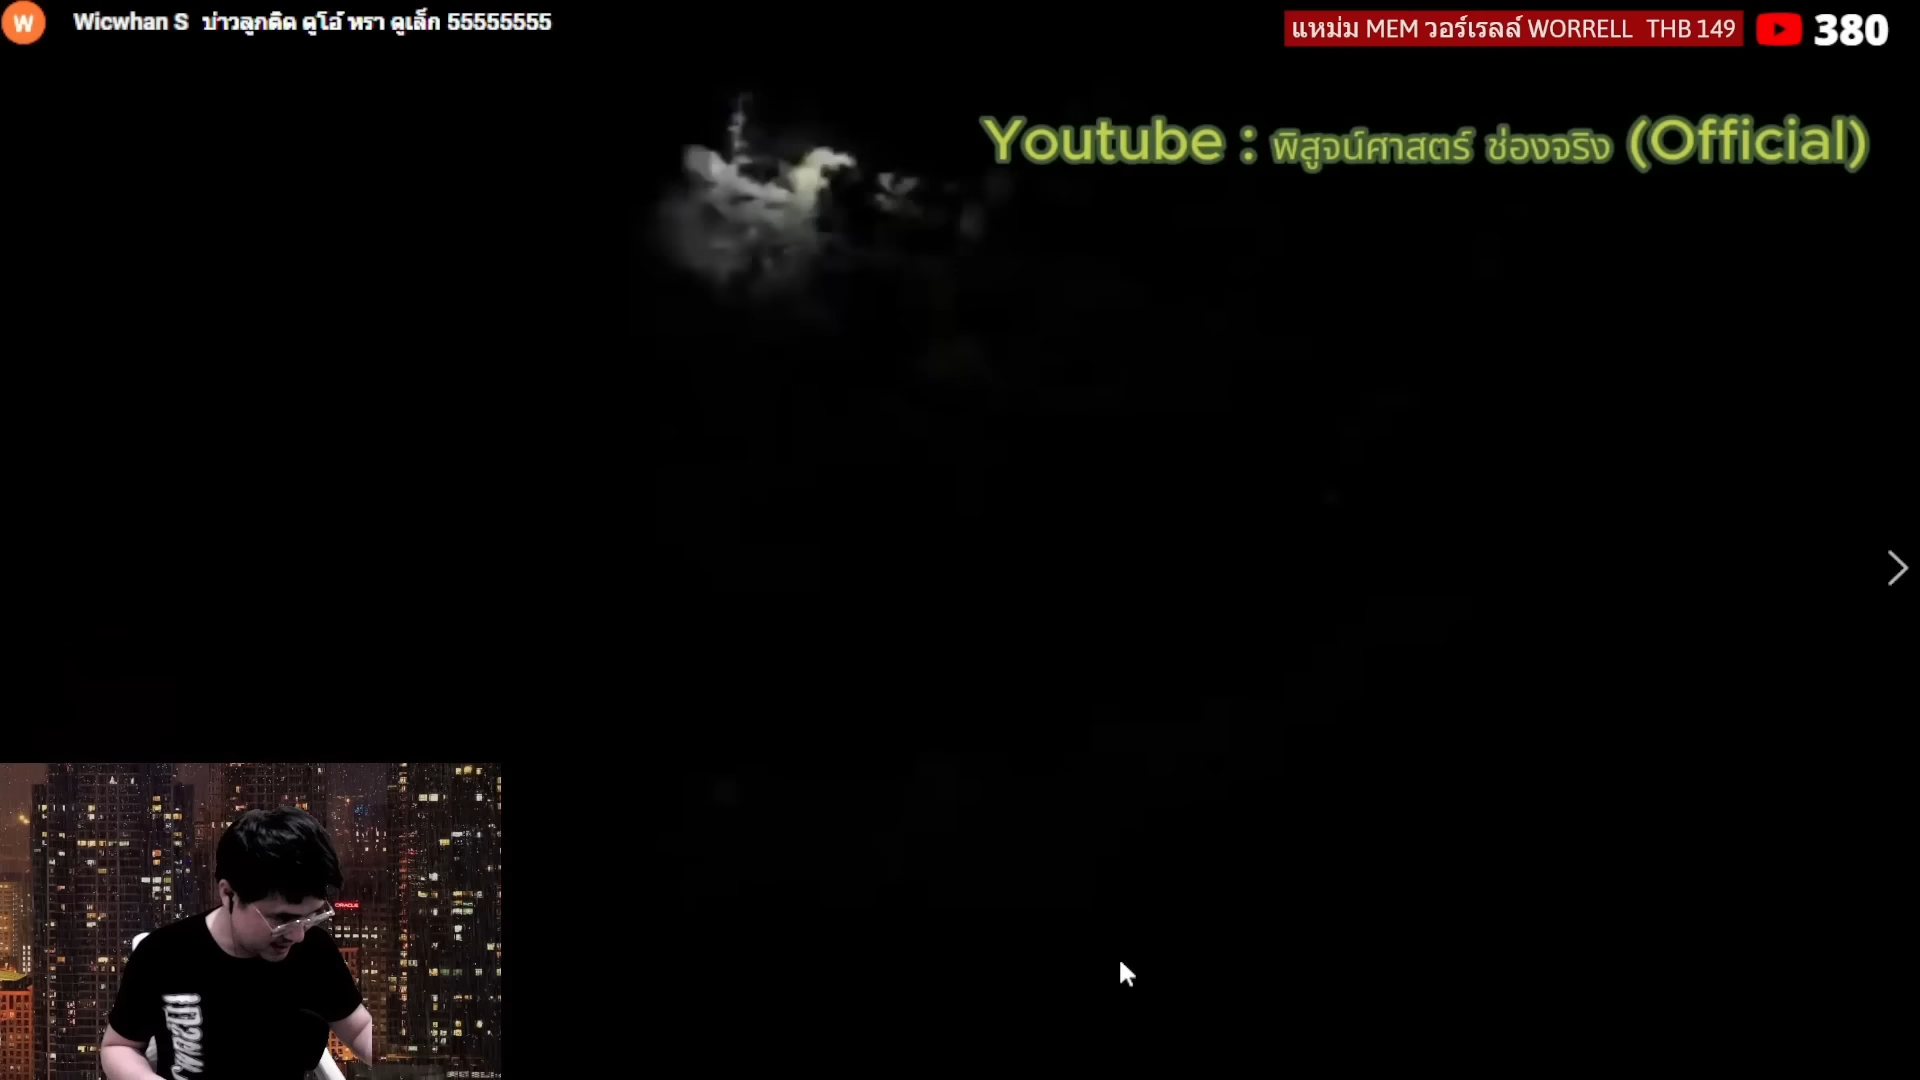 W
Wicwhan S บ่าวลูกติด ดูโอ้ ทรา ดูเล็ก 55555555
แหม่ม MEM วอร์เรลล์ WORRELL THB 149
380
Youtube : พิสูจน์ศาสตร์ ช่องจริง (Official)
ORACLE